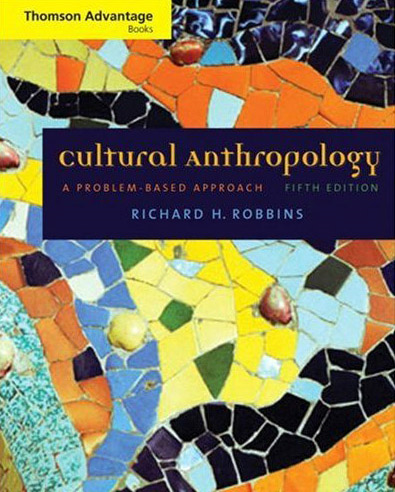 Thomson Advantage
Books
cultural anthropology
A PROBLEM-BASED APPROACH FIFTH EDITION
RICHARD H. ROBBINS